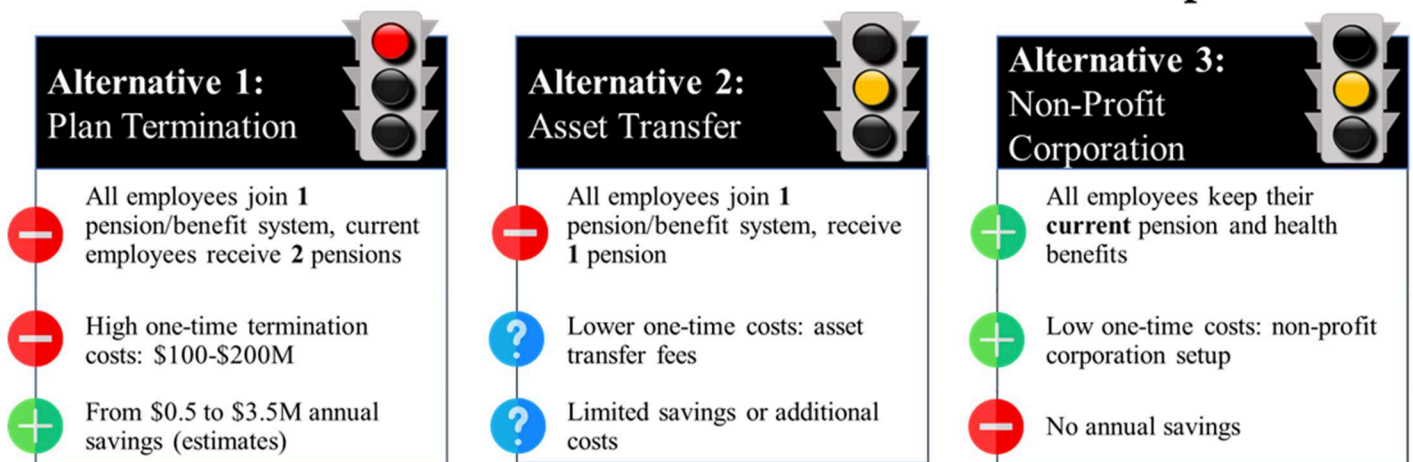 Alternative 1:
Plan Termination
All employees join 1
pension/benefit system, current
employees receive 2 pensions
High one-time termination
costs: $100-$200M
From $0.5 to $3.5M annual
savings (estimates)
Alternative 2:
Asset Transfer
All employees join 1
pension/benefit system, receive
1 pension
Lower one-time costs: asset
transfer fees
Limited savings or additional
costs
Alternative 3:
Non-Profit
Corporation
All employees keep their
current pension and health
benefits
Low one-time costs: non-profit
corporation setup
No annual savings